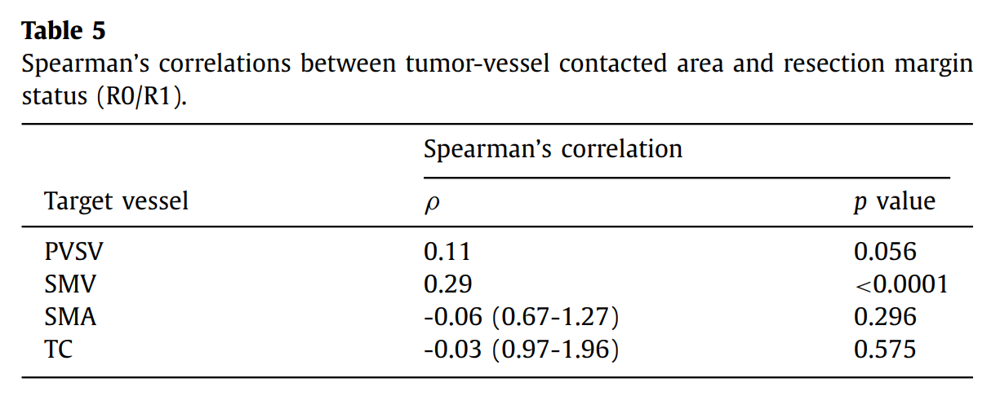 Table 5
Spearman's correlations between tumor-vessel contacted area and resection margin
status (R0/R1).
Spearman's correlation
Target vessel ρ p value
PVSV 0.11 0.056
SMV 0.29 <0.0001
SMA -0.06 (0.67-1.27) 0.296
TC -0.03 (0.97-1.96) 0.575